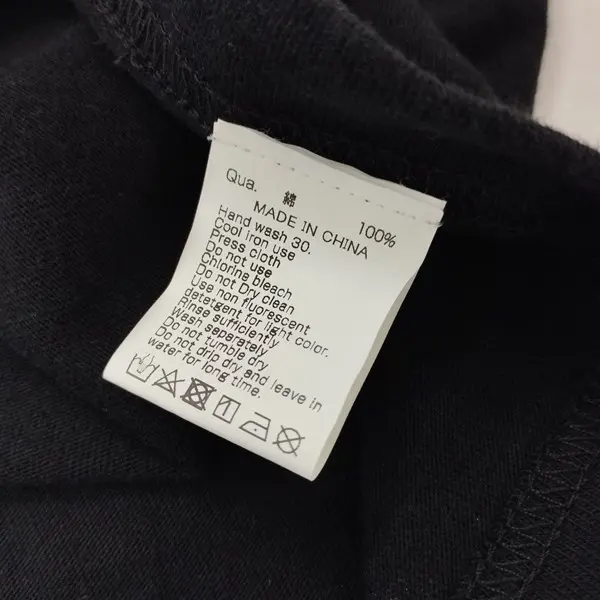 Qua. 綿 100%
MADE IN CHINA
Hand wash 30.
Cool iron use
Press cloth
Do not use
Chlorine bleach
Do not Dry clean
Use non fluorescent
detetgent for light color.
Rinse sufficiently
Wash separately
Do not tumble dry
Do not drip dry and leave in
water for long time.